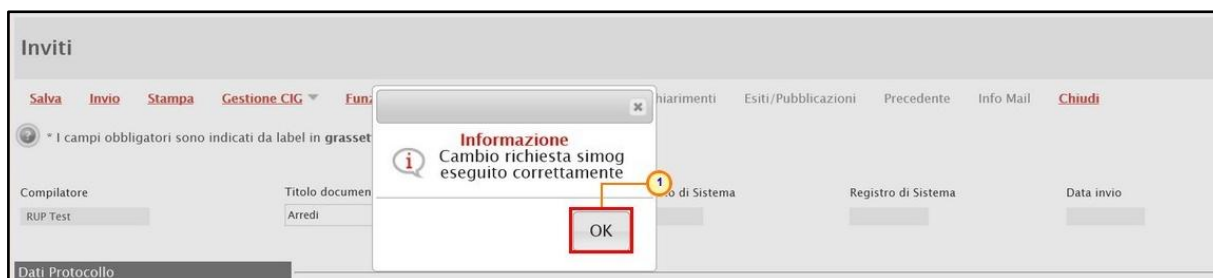 Inviti
Salva Invio Stampa Gestione CIG Funz hiarimenti Esiti/Pubblicazioni Precedente Info Mail Chiudi
* I campi obbligatori sono indicati da label in grasset
Informazione
Cambio richiesta simog
eseguito correttamente
1
OK
Compilatore Titolo documen o di Sistema Registro di Sistema Data invio
RUP Test Arredi
Dati Protocollo